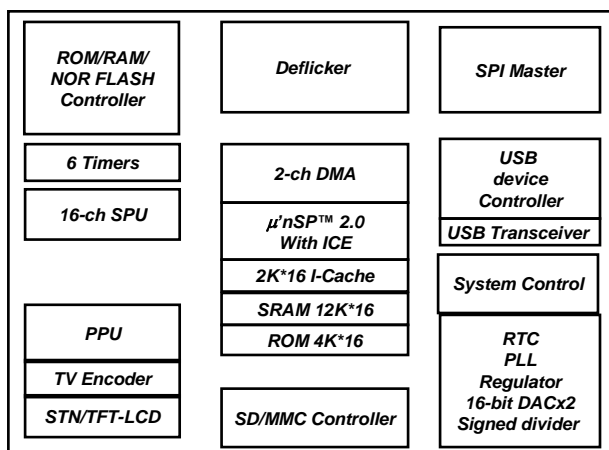 ROM/RAM/
NOR FLASH
Controller
6 Timers
16-ch SPU
PPU
TV Encoder
STN/TFT-LCD
Deflicker
2-ch DMA
μ'nSP™ 2.0
With ICE
2K*16 I-Cache
SRAM 12K*16
ROM 4K*16
SD/MMC Controller
SPI Master
USB
device
Controller
USB Transceiver
System Control
RTC
PLL
Regulator
16-bit DACx2
Signed divider